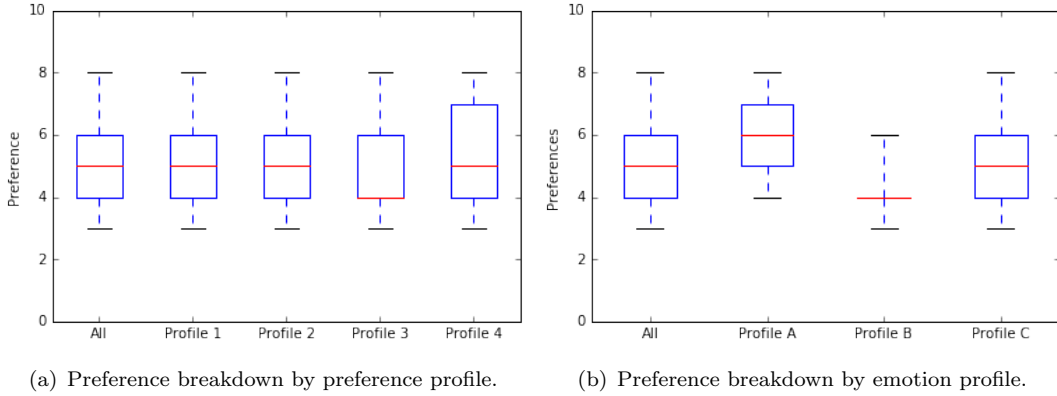 10
8
6
4
2
0
Preference
All
Profile 1
Profile 2
Profile 3
Profile 4
(a) Preference breakdown by preference profile.
10
8
6
4
2
0
Preferences
All
Profile A
Profile B
Profile C
(b) Preference breakdown by emotion profile.